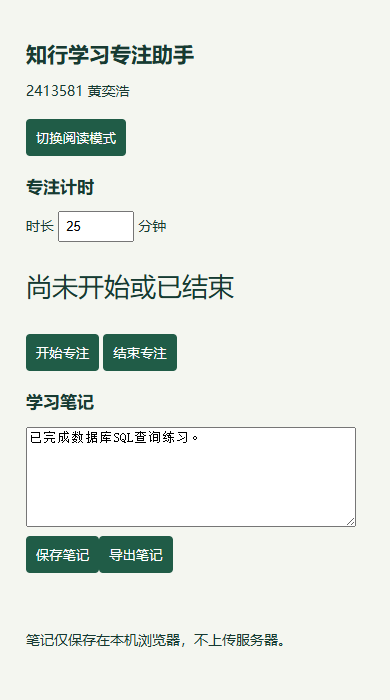 知行学习专注助手
2413581 黄奕浩
切换阅读模式
专注计时
时长 25 分钟
尚未开始或已结束
开始专注 结束专注
学习笔记
已完成数据库SQL查询练习。
保存笔记 导出笔记
笔记仅保存在本机浏览器，不上传服务器。